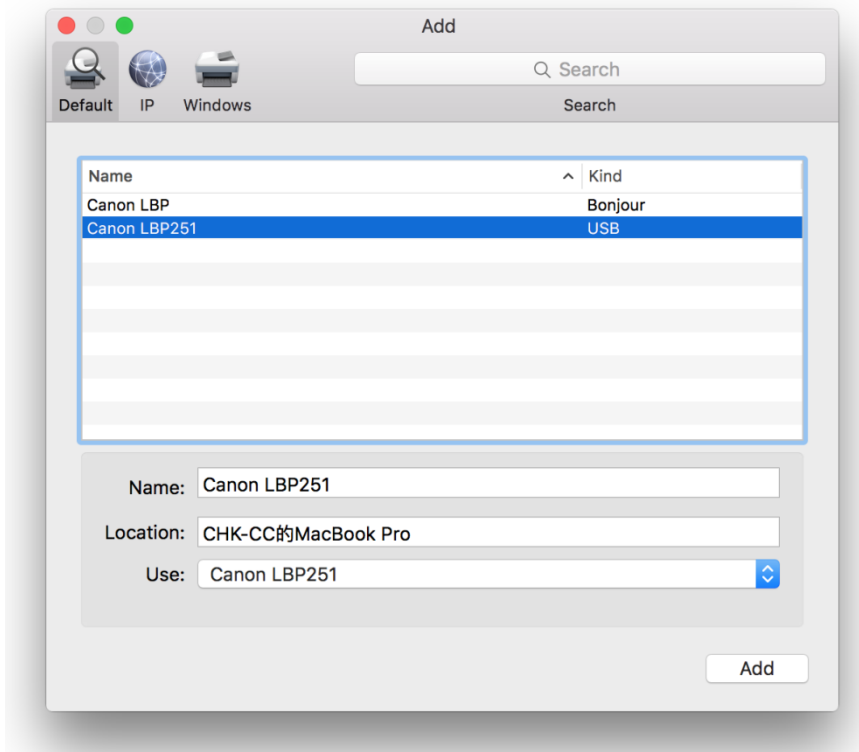 Add
Search
Default IP Windows Search
Name Kind
Canon LBP Bonjour
Canon LBP251 USB
Name: Canon LBP251
Location: CHK-CC的MacBook Pro
Use: Canon LBP251
Add